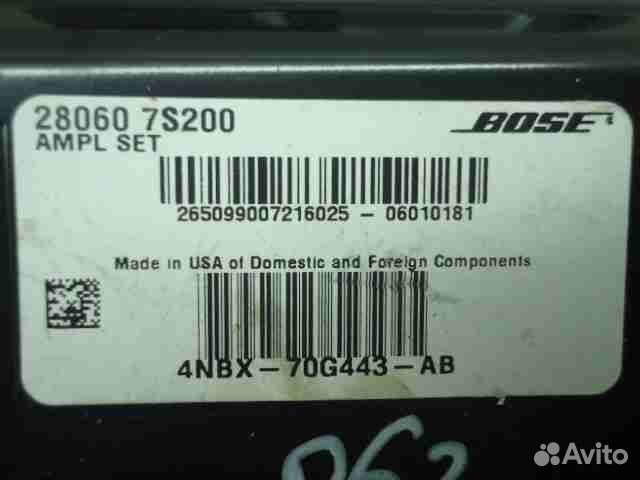 28060 7S200
BOSE
AMPL SET
265099007216025 - 06010181
Made in USA of Domestic and Foreign Components
4NBX-70G443-AB
Avito